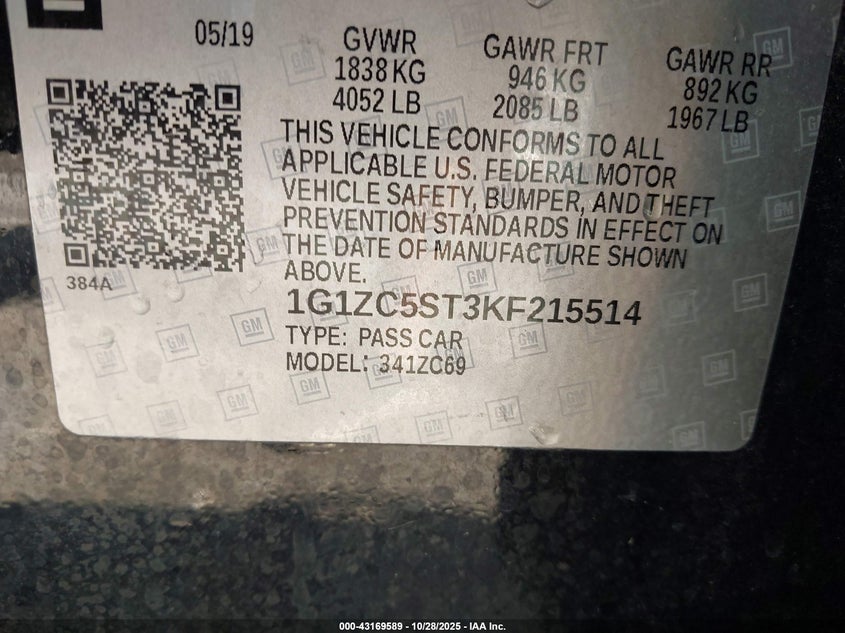 05/19
GVWR
1838 KG
4052 LB
GAWR FRT
946 KG
2085 LB
GAWR RR
892 KG
1967 LB
THIS VEHICLE CONFORMS TO ALL
APPLICABLE U.S. FEDERAL MOTOR
VEHICLE SAFETY, BUMPER, AND THEFT
PREVENTION STANDARDS IN EFFECT ON
THE DATE OF MANUFACTURE SHOWN
ABOVE.
384A
1G1ZC5ST3KF215514
TYPE: PASS CAR
MODEL: 341ZC69
000-43169589 - 10/28/2025 - IAA Inc.